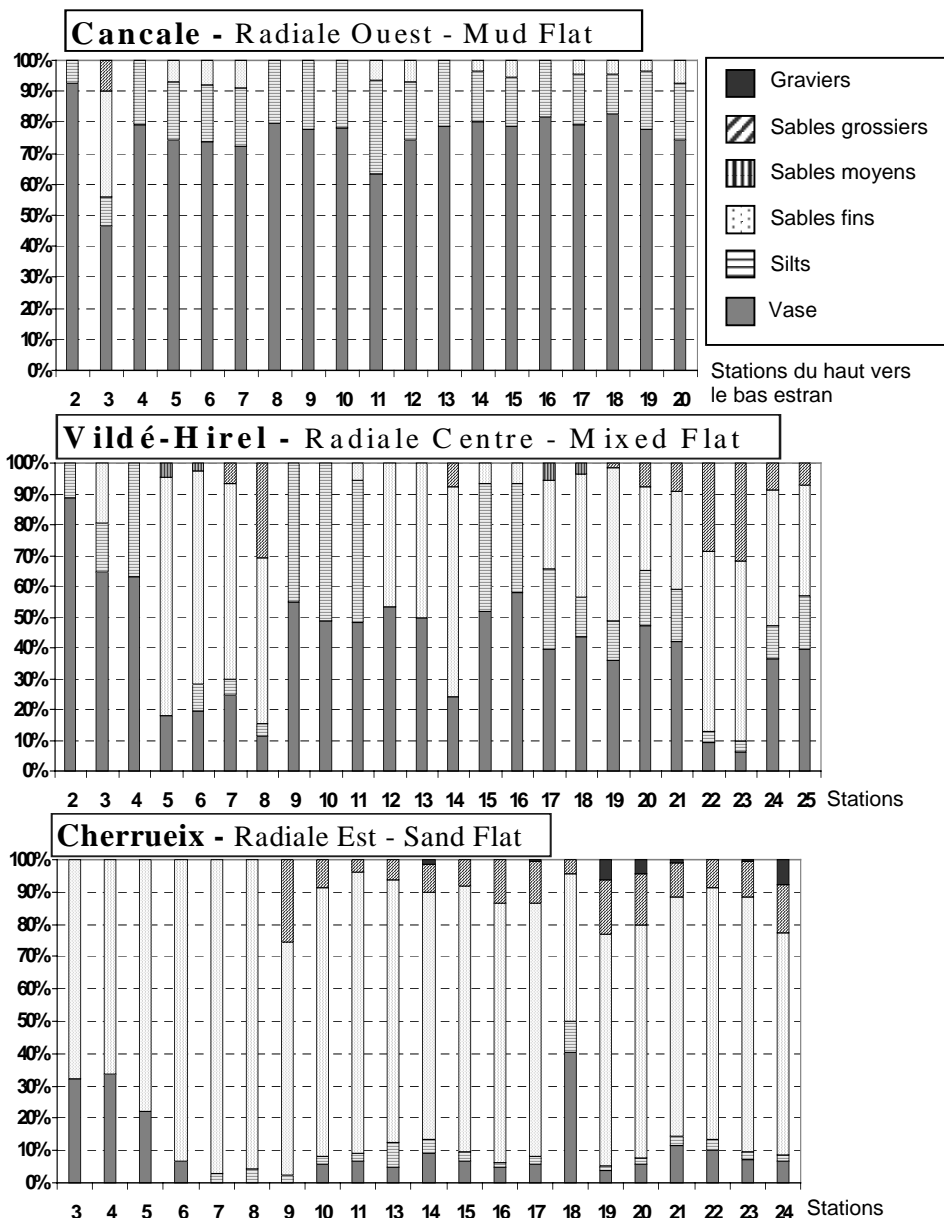 Cancale - Radiale Ouest - Mud Flat
100%
90%
80%
70%
60%
50%
40%
30%
20%
10%
0%
2 3 4 5 6 7 8 9 10 11 12 13 14 15 16 17 18 19 20
Graviers
Sables grossiers
Sables moyens
Sables fins
Silts
Vase
Stations du haut vers
le bas estran
Vildé-Hirel - Radiale Centre - Mixed Flat
100%
90%
80%
70%
60%
50%
40%
30%
20%
10%
0%
2 3 4 5 6 7 8 9 10 11 12 13 14 15 16 17 18 19 20 21 22 23 24 25 Stations
Cherrueix - Radiale Est - Sand Flat
100%
90%
80%
70%
60%
50%
40%
30%
20%
10%
0%
3 4 5 6 7 8 9 10 11 13 14 15 16 17 18 19 20 21 22 23 24 Stations